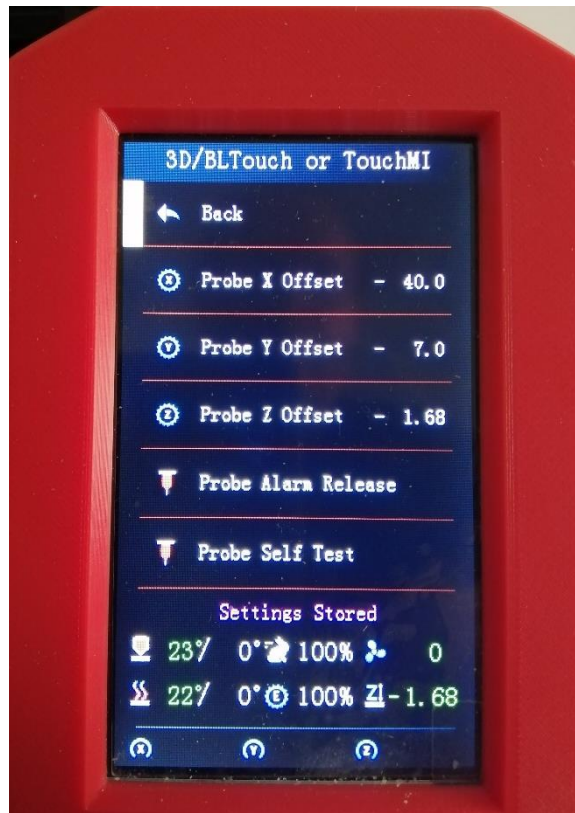 3D/BLTouch or TouchMI
Back
Probe X Offset - 40.0
Probe Y Offset - 7.0
Probe Z Offset - 1.68
Probe Alarm Release
Probe Self Test
Settings Stored
23°/ 0° 100% 0
22°/ 0° E 100% Z -1.68
X Y Z